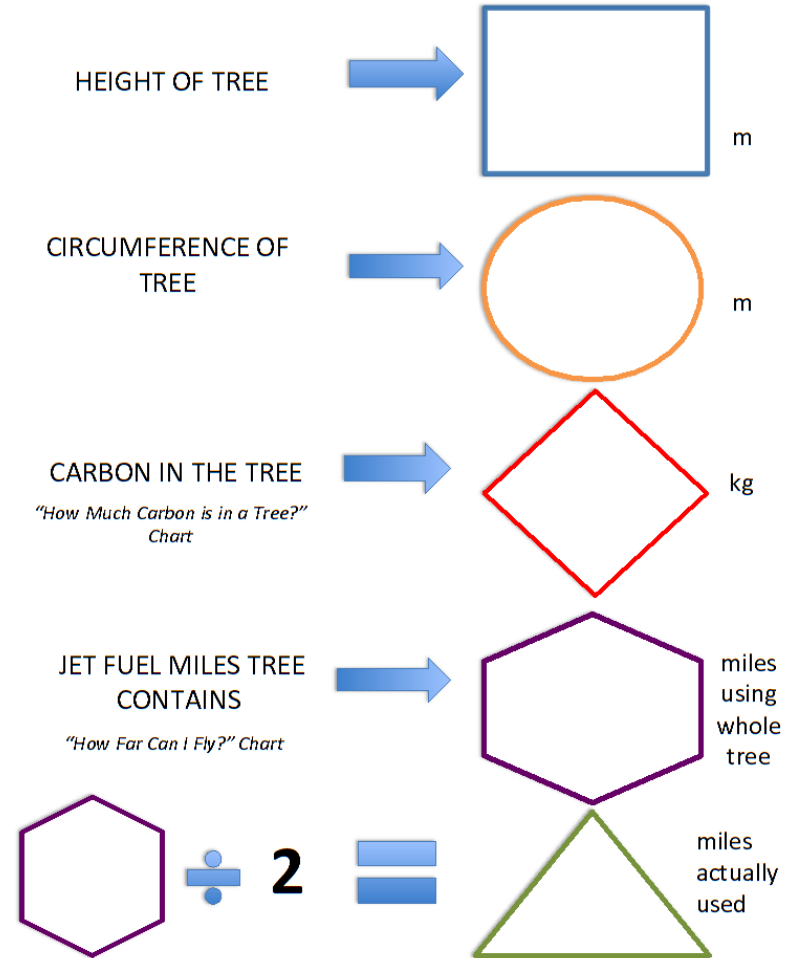 HEIGHT OF TREE
m
CIRCUMFERENCE OF
TREE
m
CARBON IN THE TREE
"How Much Carbon is in a Tree?"
Chart
kg
JET FUEL MILES TREE
CONTAINS
"How Far Can I Fly?" Chart
miles
using
whole
tree
÷ 2 =
miles
actually
used